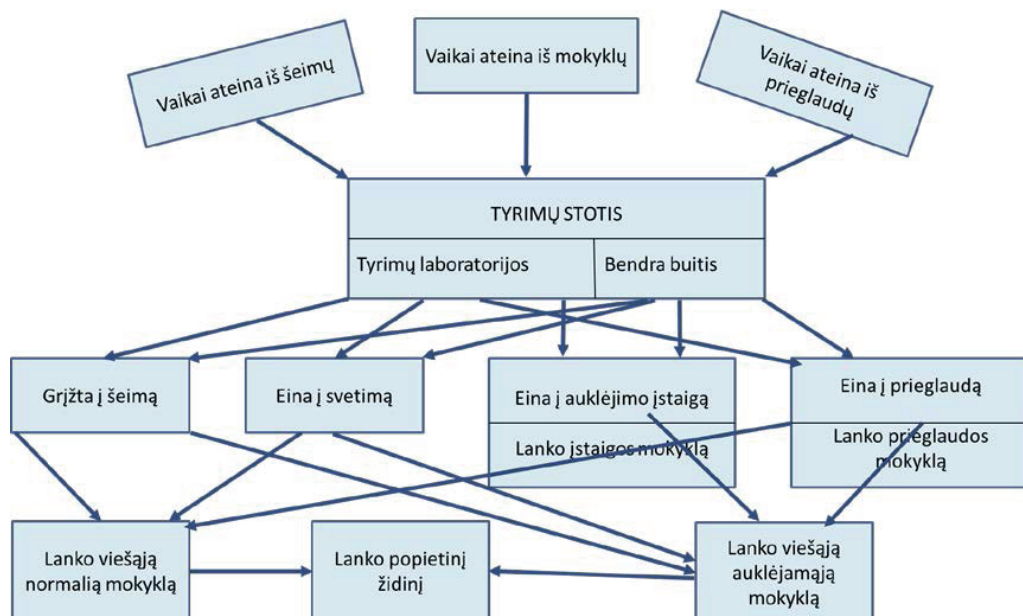 Vaikai ateina iš šeimų
Vaikai ateina iš mokyklų
Vaikai ateina iš
prieglaudų
TYRIMŲ STOTIS
Tyrimų laboratorijos
Bendra buitis
Grįžta į šeimą
Eina į svetimą
Eina į auklėjimo įstaigą
Lanko įstaigos mokyklą
Eina į prieglaudą
Lanko prieglaudos
mokyklą
Lanko viešąją
normalią mokyklą
Lanko popietinį
židinį
Lanko viešąją
auklėjamąją
mokyklą